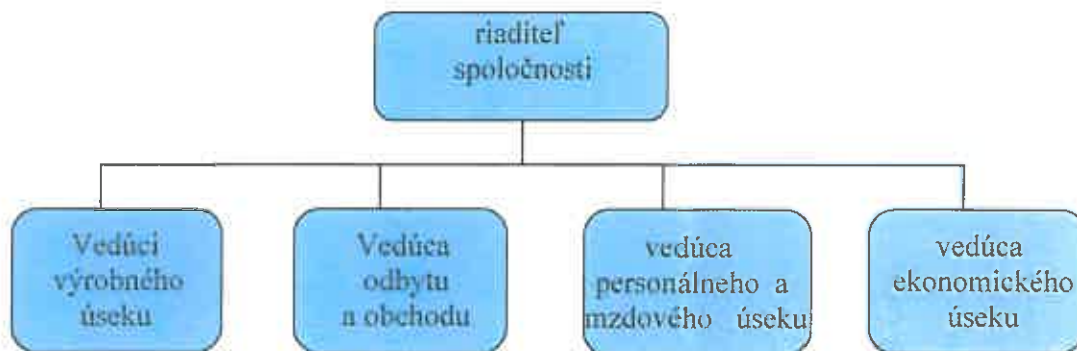 riaditeľ
spoločnosti
Vedúci
výrobného
úseku
Vedúca
odbytu
a obchodu
vedúca
personálneho a
mzdového úseku
vedúca
ekonomického
úseku